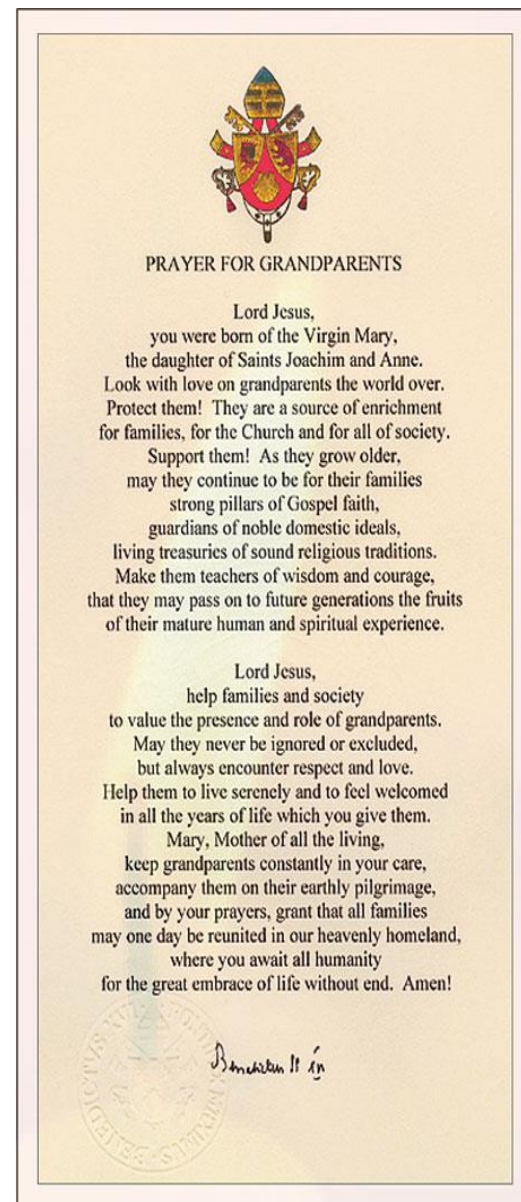 PRAYER FOR GRANDPARENTS
Lord Jesus,
you were born of the Virgin Mary,
the daughter of Saints Joachim and Anne.
Look with love on grandparents the world over.
Protect them! They are a source of enrichment
for families, for the Church and for all of society.
Support them! As they grow older,
may they continue to be for their families
strong pillars of Gospel faith,
guardians of noble domestic ideals,
living treasuries of sound religious traditions.
Make them teachers of wisdom and courage,
that they may pass on to future generations the fruits
of their mature human and spiritual experience.
Lord Jesus,
help families and society
to value the presence and role of grandparents.
May they never be ignored or excluded,
but always encounter respect and love.
Help them to live serenely and to feel welcomed
in all the years of life which you give them.
Mary, Mother of all the living,
keep grandparents constantly in your care,
accompany them on their earthly pilgrimage,
and by your prayers, grant that all families
may one day be reunited in our heavenly homeland,
where you await all humanity
for the great embrace of life without end. Amen!
BENEDICTVS XVI PONTIFEX MAXIMVS